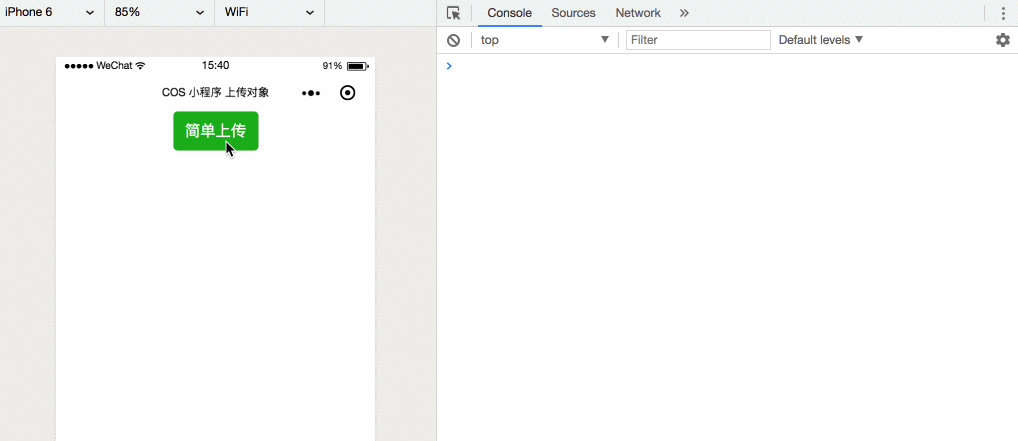 iPhone 6 85% WiFi
Console Sources Network
top Filter Default levels
WeChat 15:40 91%
COS 小程序 上传对象
简单上传